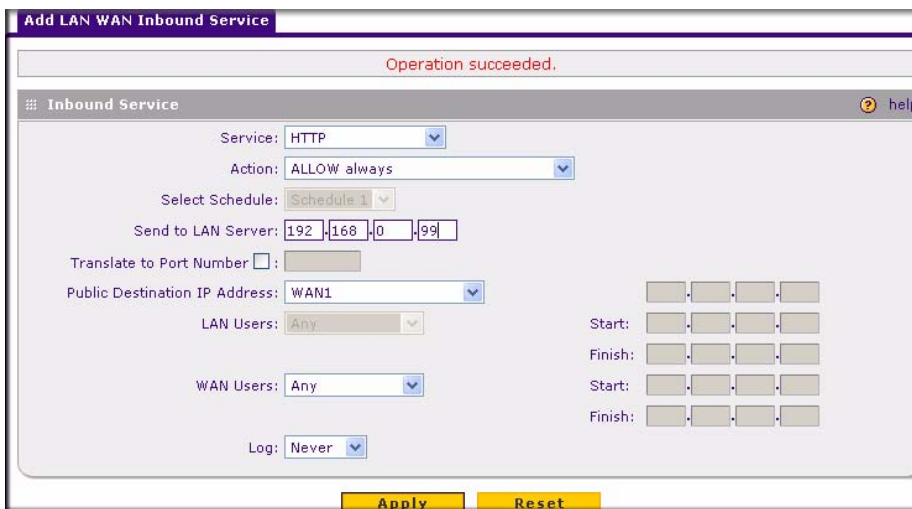 Add LAN WAN Inbound Service
Operation succeeded.
Inbound Service
help
Service: HTTP
Action: ALLOW always
Select Schedule: Schedule 1
Send to LAN Server: 192 .168 .0 .99
Translate to Port Number :
Public Destination IP Address: WAN1
LAN Users: Any
Start:
Finish:
WAN Users: Any
Start:
Finish:
Log: Never
Apply
Reset